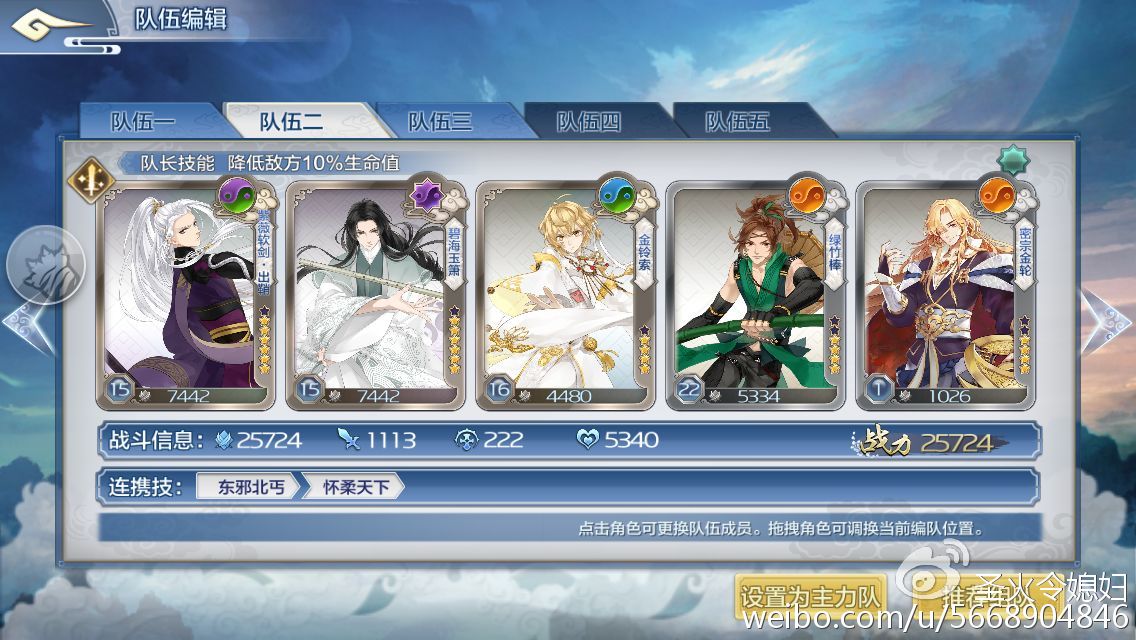 队伍编辑
队伍一 队伍二 队伍三 队伍四 队伍五
队长技能 降低敌方10%生命值
紫薇软剑·出鞘
碧海玉箫
金铃索
绿竹棒
密宗金轮
15 7442
15 7442
16 4480
22 5334
1 1026
战斗信息: 25724 1113 222 5340 战力 25724
连携技: 东邪北丐 怀柔天下
点击角色可更换队伍成员。拖拽角色可调换当前编队位置。
设置为主力队 推荐
圣火令媳妇
weibo.com/u/5668904846